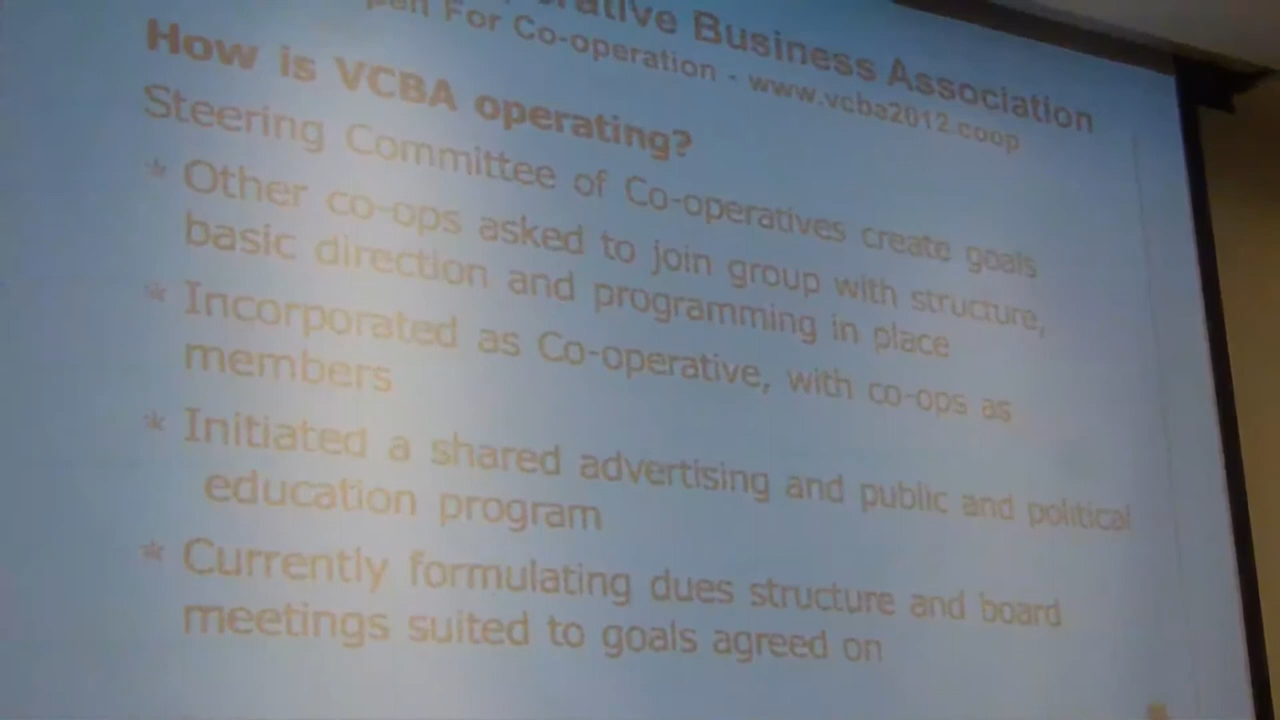 Business Association
For Co-operation - www.vcba2012.coop
How is VCBA operating?
Steering Committee of Co-operatives create goals
* Other co-ops asked to join group with structure,
basic direction and programming in place
* Incorporated as Co-operative, with co-ops as
members
* Initiated a shared advertising and public and political
education program
* Currently formulating dues structure and board
meetings suited to goals agreed on